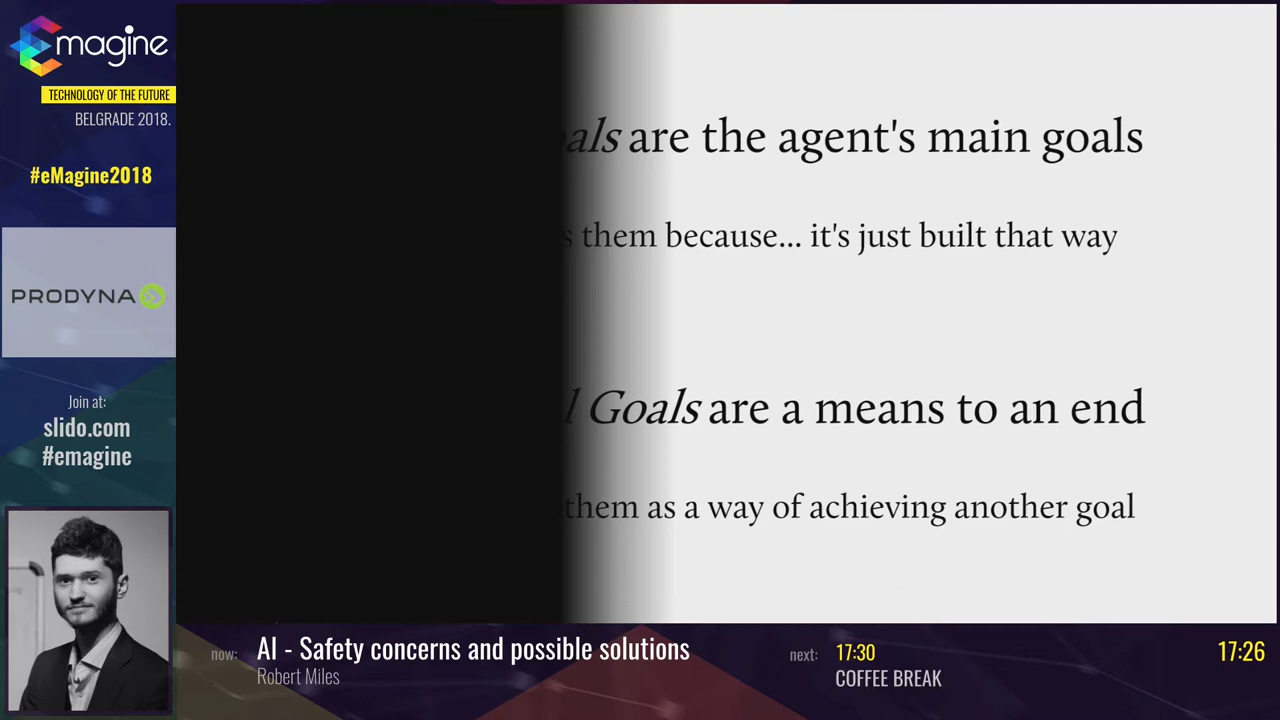 Emagine
TECHNOLOGY OF THE FUTURE
BELGRADE 2018.
#eMagine2018
PRODYNA
Join at:
slido.com
#emagine
are the agent's main goals
them because... it's just built that way
Goals are a means to an end
them as a way of achieving another goal
now: AI - Safety concerns and possible solutions
Robert Miles
next: 17:30
COFFEE BREAK
17:26